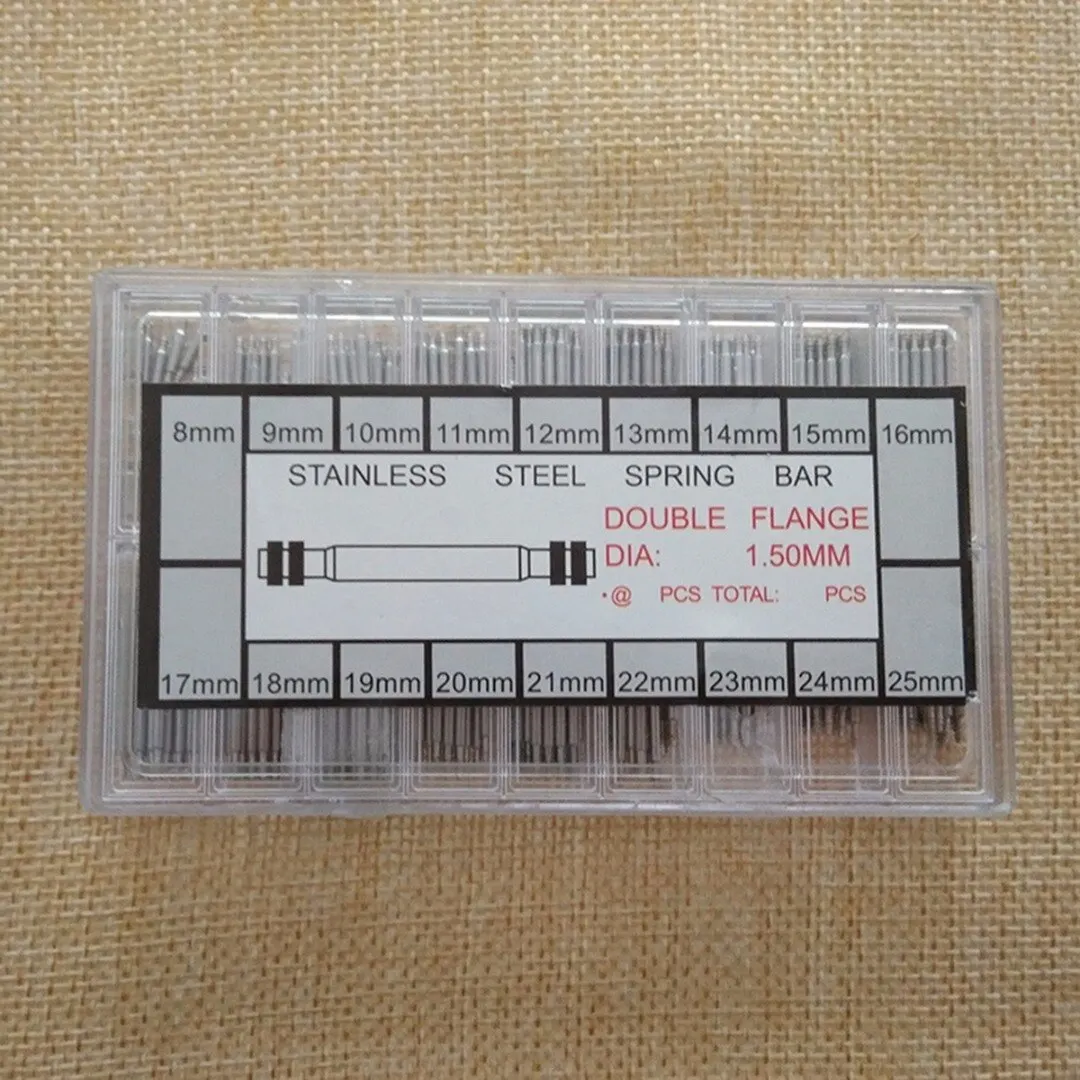 8mm 9mm 10mm 11mm 12mm 13mm 14mm 15mm 16mm
STAINLESS STEEL SPRING BAR
DOUBLE FLANGE
DIA: 1.50MM
·@ PCS TOTAL: PCS
17mm 18mm 19mm 20mm 21mm 22mm 23mm 24mm 25mm